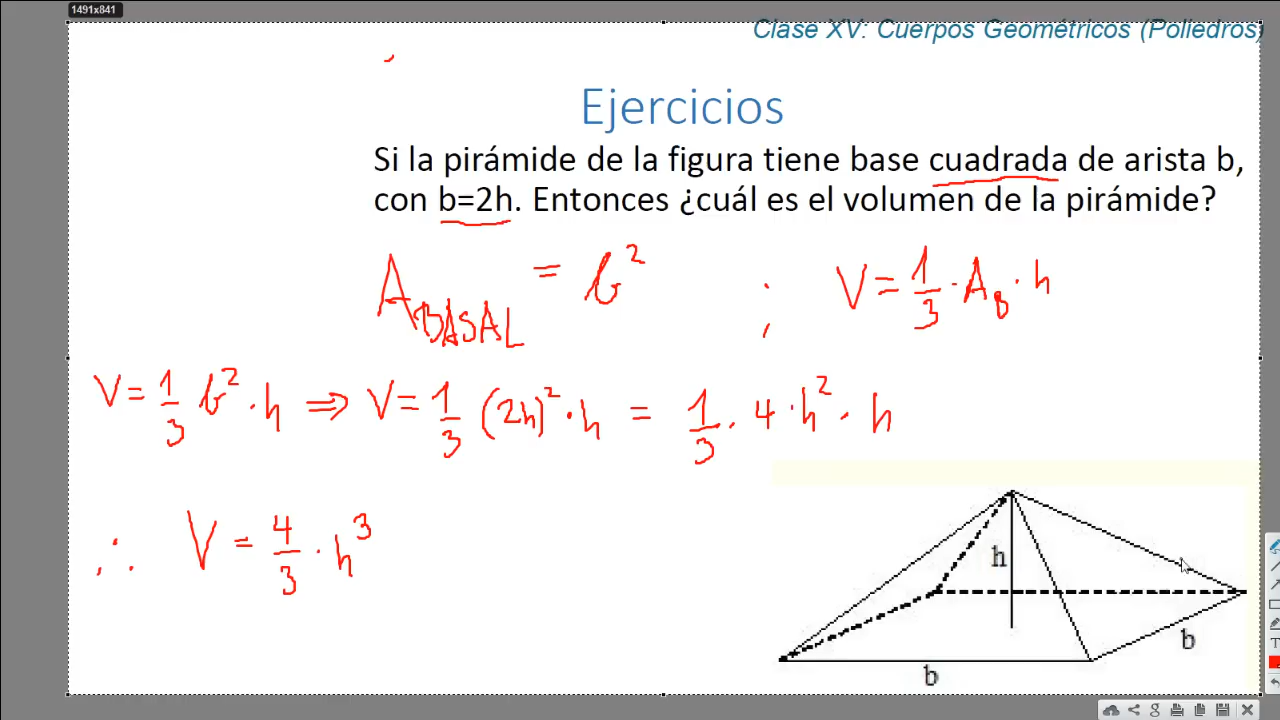 1491x841
Clase XV: Cuerpos Geométricos (Poliedros)
Ejercicios
Si la pirámide de la figura tiene base cuadrada de arista b,
con b=2h. Entonces ¿cuál es el volumen de la pirámide?
A_BASAL = b² ; V = 1/3 · A_B · h
V = 1/3 b² · h ⇒ V = 1/3 (2h)² · h = 1/3 · 4 · h² · h
∴ V = 4/3 · h³
h
b
b